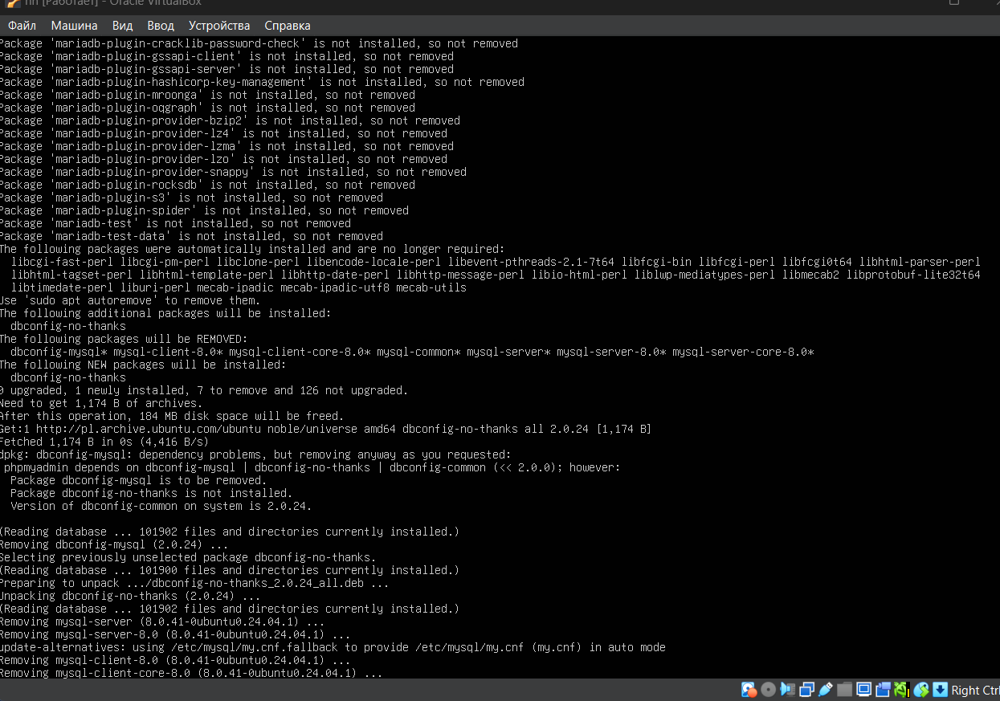 nn [Работает] - Oracle VirtualBox
Файл Машина Вид Ввод Устройства Справка
Package 'mariadb-plugin-cracklib-password-check' is not installed, so not removed
Package 'mariadb-plugin-gssapi-client' is not installed, so not removed
Package 'mariadb-plugin-gssapi-server' is not installed, so not removed
Package 'mariadb-plugin-hashicorp-key-management' is not installed, so not removed
Package 'mariadb-plugin-mroonga' is not installed, so not removed
Package 'mariadb-plugin-oqgraph' is not installed, so not removed
Package 'mariadb-plugin-provider-bzip2' is not installed, so not removed
Package 'mariadb-plugin-provider-lz4' is not installed, so not removed
Package 'mariadb-plugin-provider-lzma' is not installed, so not removed
Package 'mariadb-plugin-provider-lzo' is not installed, so not removed
Package 'mariadb-plugin-provider-snappy' is not installed, so not removed
Package 'mariadb-plugin-rocksdb' is not installed, so not removed
Package 'mariadb-plugin-s3' is not installed, so not removed
Package 'mariadb-plugin-spider' is not installed, so not removed
Package 'mariadb-test' is not installed, so not removed
Package 'mariadb-test-data' is not installed, so not removed
The following packages were automatically installed and are no longer required:
libcgi-fast-perl libcgi-pm-perl libclone-perl libencode-locale-perl libevent-pthreads-2.1-7t64 libfcgi-bin libfcgi-perl libfcgi0t64 libhtml-parser-perl
libhtml-tagset-perl libhtml-template-perl libhttp-date-perl libhttp-message-perl libio-html-perl liblwp-mediatypes-perl libmecab2 libprotobuf-lite32t64
libtimedate-perl liburi-perl mecab-ipadic mecab-ipadic-utf8 mecab-utils
Use 'sudo apt autoremove' to remove them.
The following additional packages will be installed:
dbconfig-no-thanks
The following packages will be REMOVED:
dbconfig-mysql* mysql-client-8.0* mysql-client-core-8.0* mysql-common* mysql-server* mysql-server-8.0* mysql-server-core-8.0*
The following NEW packages will be installed:
dbconfig-no-thanks
0 upgraded, 1 newly installed, 7 to remove and 126 not upgraded.
Need to get 1,174 B of archives.
After this operation, 184 MB disk space will be freed.
Get:1 http://pl.archive.ubuntu.com/ubuntu noble/universe amd64 dbconfig-no-thanks all 2.0.24 [1,174 B]
Fetched 1,174 B in 0s (4,416 B/s)
dpkg: dbconfig-mysql: dependency problems, but removing anyway as you requested:
phpmyadmin depends on dbconfig-mysql | dbconfig-no-thanks | dbconfig-common (<< 2.0.0); however:
Package dbconfig-mysql is to be removed.
Package dbconfig-no-thanks is not installed.
Version of dbconfig-common on system is 2.0.24.
(Reading database ... 101902 files and directories currently installed.)
Removing dbconfig-mysql (2.0.24) ...
Selecting previously unselected package dbconfig-no-thanks.
(Reading database ... 101900 files and directories currently installed.)
Preparing to unpack .../dbconfig-no-thanks_2.0.24_all.deb ...
Unpacking dbconfig-no-thanks (2.0.24) ...
(Reading database ... 101902 files and directories currently installed.)
Removing mysql-server (8.0.41-0ubuntu0.24.04.1) ...
Removing mysql-server-8.0 (8.0.41-0ubuntu0.24.04.1) ...
update-alternatives: using /etc/mysql/my.cnf.fallback to provide /etc/mysql/my.cnf (my.cnf) in auto mode
Removing mysql-client-8.0 (8.0.41-0ubuntu0.24.04.1) ...
Removing mysql-client-core-8.0 (8.0.41-0ubuntu0.24.04.1) ...
Right Ctrl